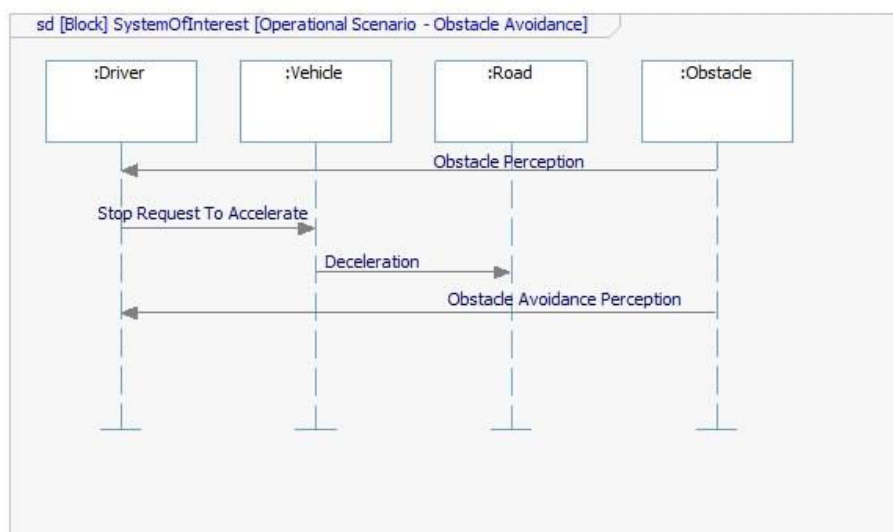 sd [Block] SystemOfInterest [Operational Scenario - Obstacle Avoidance]
:Driver
:Vehicle
:Road
:Obstacle
Obstacle Perception
Stop Request To Accelerate
Deceleration
Obstacle Avoidance Perception